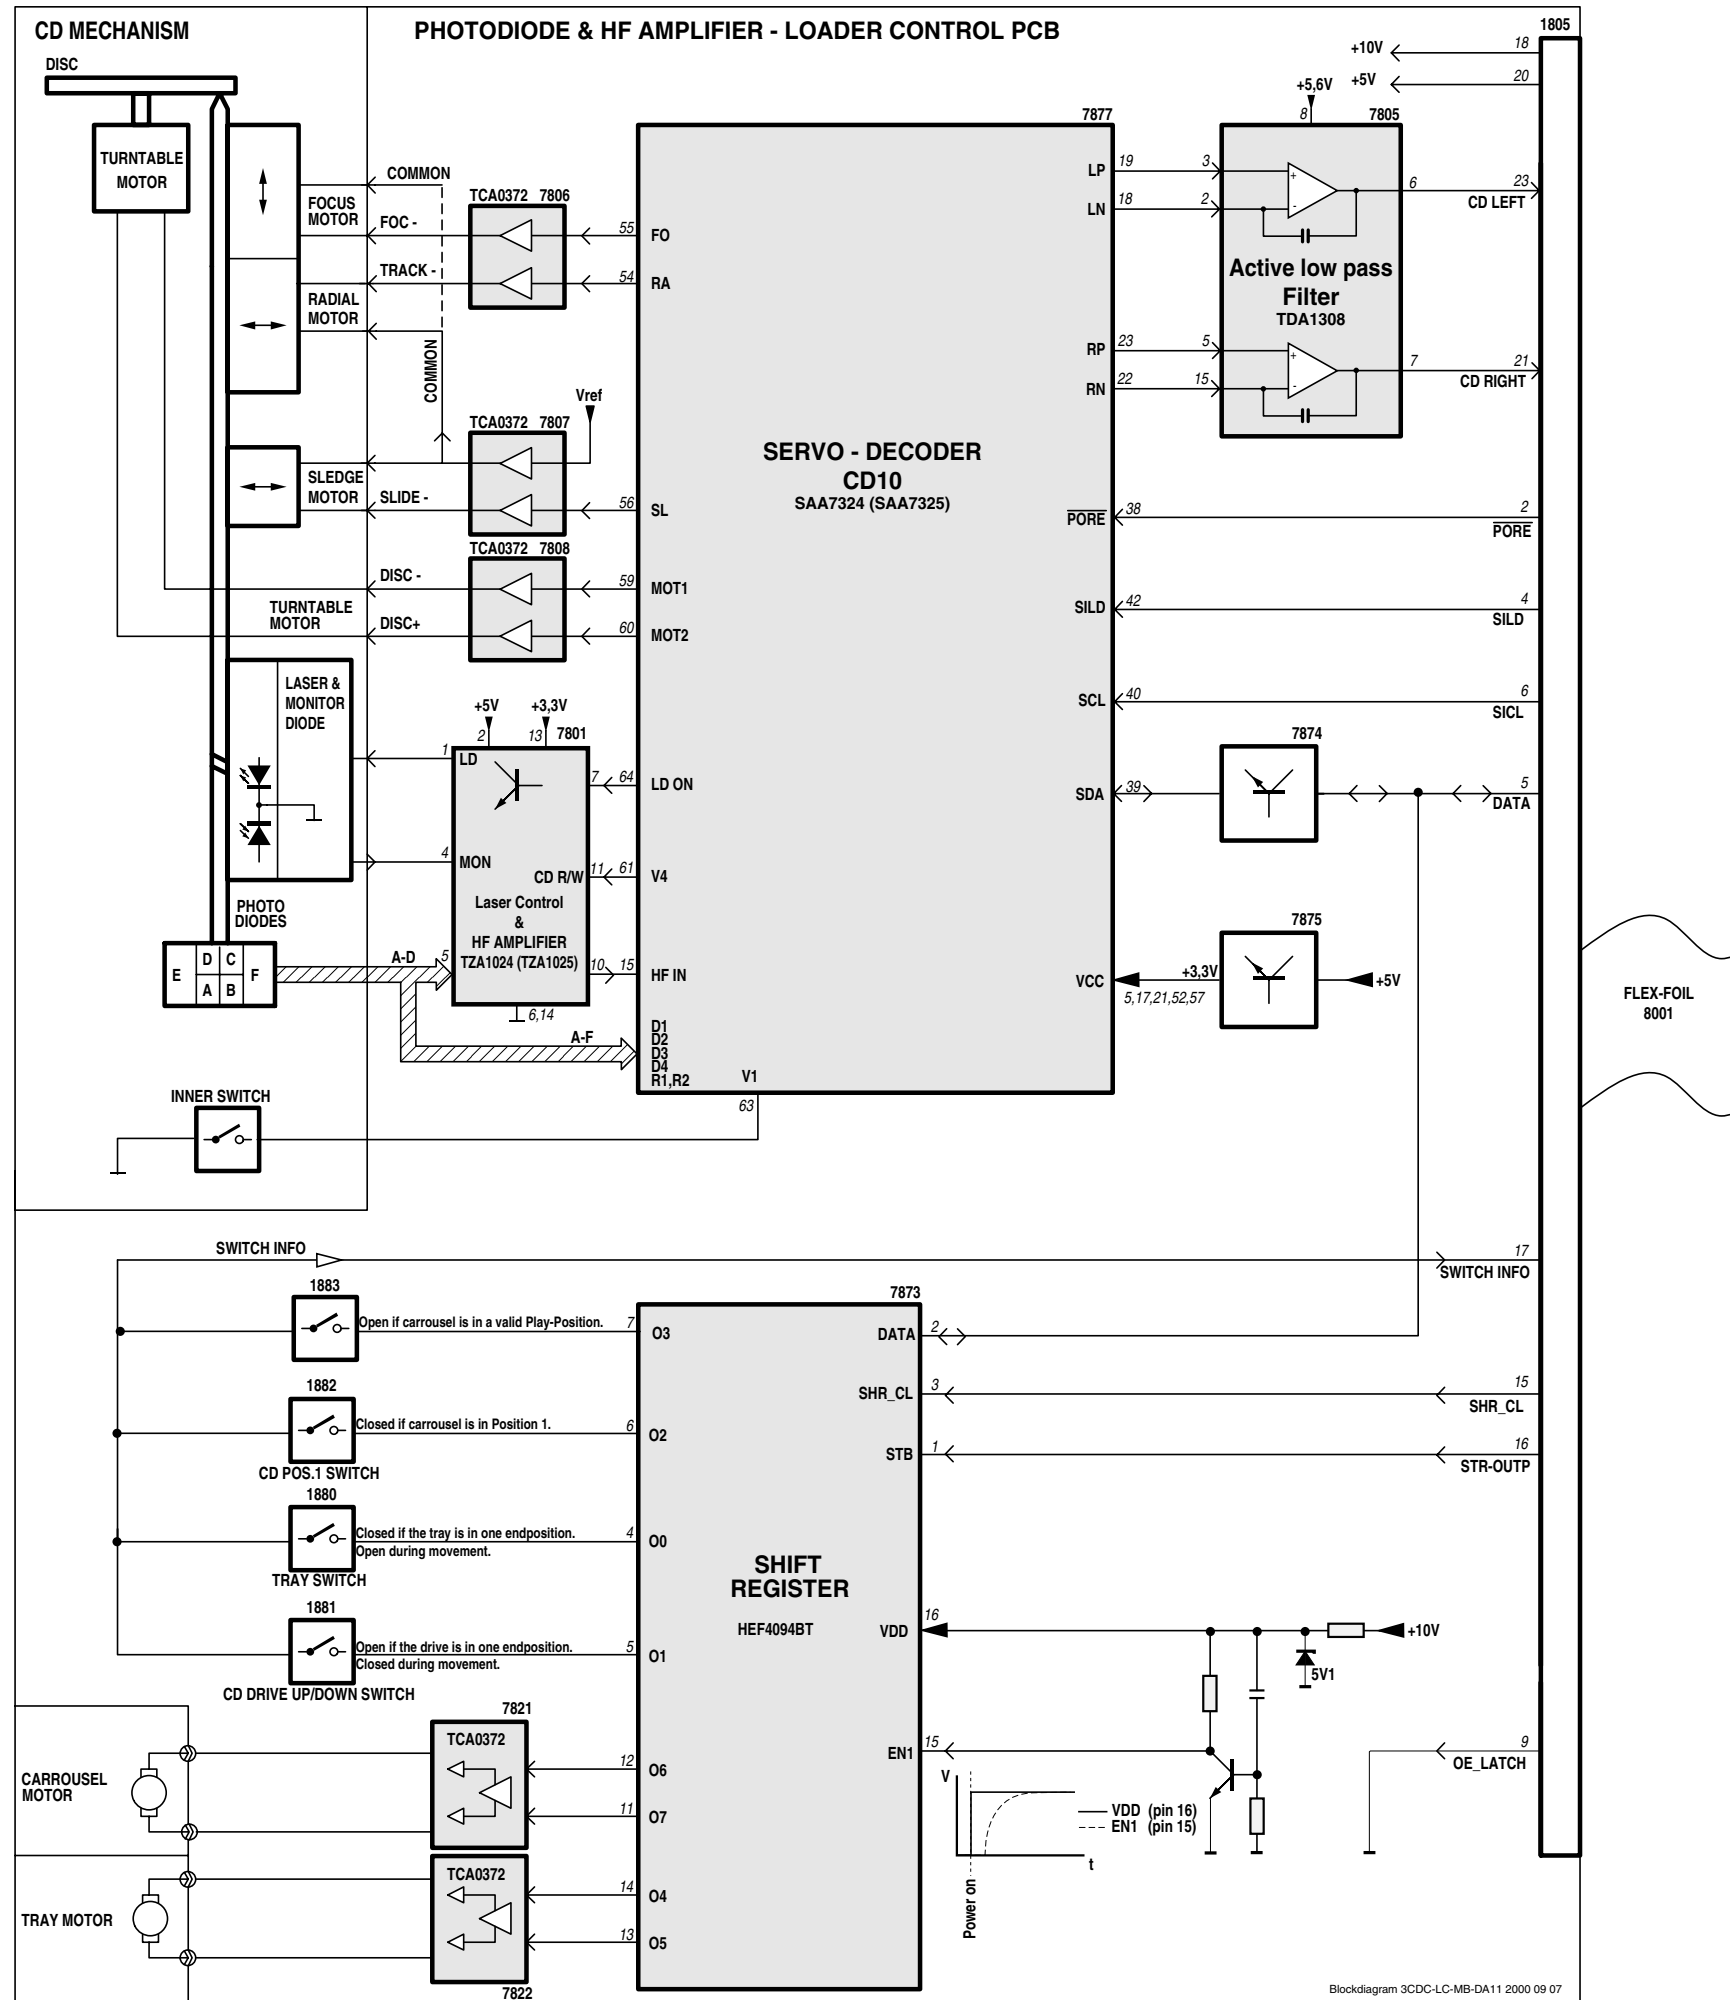 CD MECHANISM
PHOTODIODE & HF AMPLIFIER - LOADER CONTROL PCB
1805
DISC
+10V
18
+5V
20
+5,6V
8
7805
7877
TURNTABLE
MOTOR
COMMON
FOCUS
MOTOR
FOC -
TRACK -
RADIAL
MOTOR
COMMON
TCA0372 7806
55
FO
54
RA
LP
19
3
LN
18
2
6
23
CD LEFT
Active low pass
Filter
TDA1308
RP
23
5
RN
22
15
7
21
CD RIGHT
Vref
TCA0372 7807
SLEDGE
MOTOR
SLIDE -
56
SL
SERVO - DECODER
CD10
SAA7324 (SAA7325)
PORE
38
2
PORE
TCA0372 7808
DISC -
59
MOT1
TURNTABLE
MOTOR
DISC+
60
MOT2
SILD
42
4
SILD
LASER &
MONITOR
DIODE
+5V
+3,3V
2
13
7801
1
LD
7
64
LD ON
SCL
40
6
SICL
7874
SDA
39
5
DATA
4
MON
CD R/W
11
61
V4
Laser Control
&
HF AMPLIFIER
TZA1024 (TZA1025)
PHOTO
DIODES
E
D
C
F
A
B
A-D
5
10
15
HF IN
6,14
A-F
D1
D2
D3
D4
R1,R2
V1
63
7875
VCC
+3,3V
5,17,21,52,57
+5V
FLEX-FOIL
8001
INNER SWITCH
SWITCH INFO
17
SWITCH INFO
1883
Open if carrousel is in a valid Play-Position.
7
O3
7873
DATA
2
1882
Closed if carrousel is in Position 1.
6
O2
CD POS.1 SWITCH
SHR_CL
3
15
SHR_CL
STB
1
16
STR-OUTP
1880
Closed if the tray is in one endposition.
Open during movement.
4
O0
TRAY SWITCH
SHIFT
REGISTER
HEF4094BT
1881
Open if the drive is in one endposition.
Closed during movement.
5
O1
CD DRIVE UP/DOWN SWITCH
VDD
16
+10V
5V1
7821
TCA0372
CARROUSEL
MOTOR
12
O6
11
O7
EN1
15
9
OE_LATCH
V
VDD (pin 16)
EN1 (pin 15)
t
Power on
TCA0372
TRAY MOTOR
14
O4
13
O5
7822
Blockdiagram 3CDC-LC-MB-DA11 2000 09 07